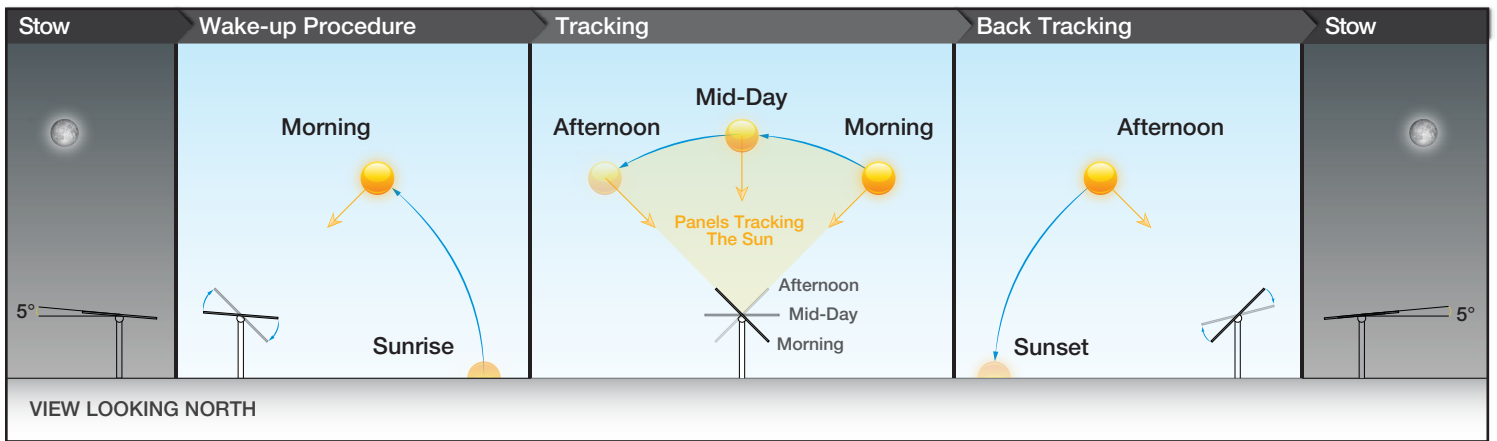 Stow
Wake-up Procedure
Tracking
Back Tracking
Stow
5°
Morning
Sunrise
Mid-Day
Afternoon
Morning
Panels Tracking
The Sun
Afternoon
Mid-Day
Morning
Afternoon
Sunset
5°
VIEW LOOKING NORTH